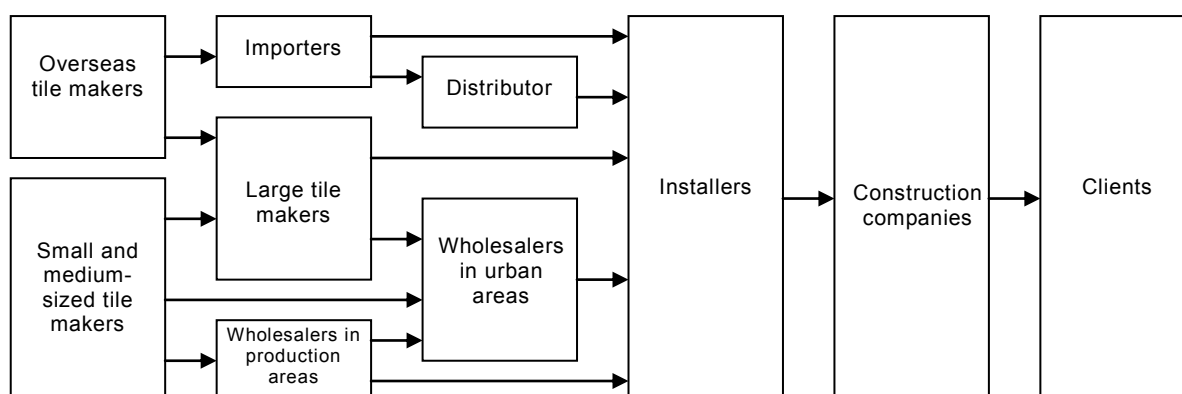 Overseas
tile makers
Importers
Distributor
Large tile
makers
Small and
medium-
sized tile
makers
Wholesalers in
production
areas
Wholesalers
in urban
areas
Installers
Construction
companies
Clients